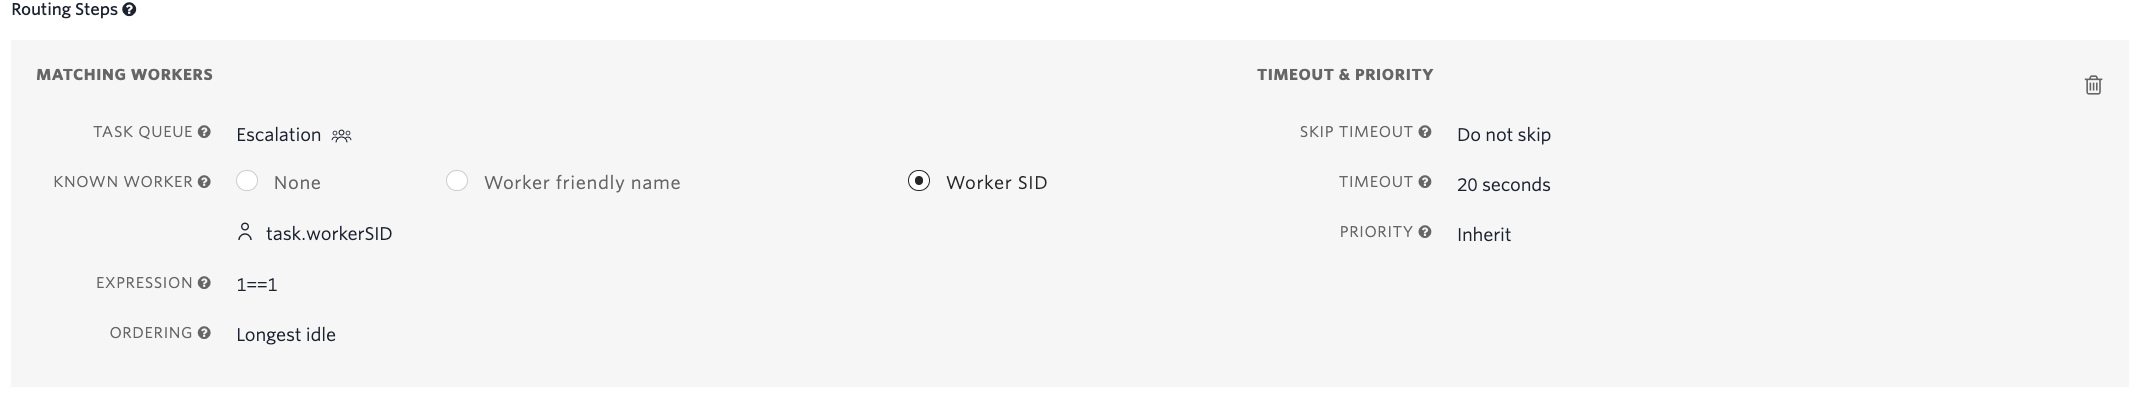 Routing Steps
MATCHING WORKERS
TASK QUEUE Escalation
KNOWN WORKER None Worker friendly name Worker SID
task.workerSID
EXPRESSION 1==1
ORDERING Longest idle
TIMEOUT & PRIORITY
SKIP TIMEOUT Do not skip
TIMEOUT 20 seconds
PRIORITY Inherit